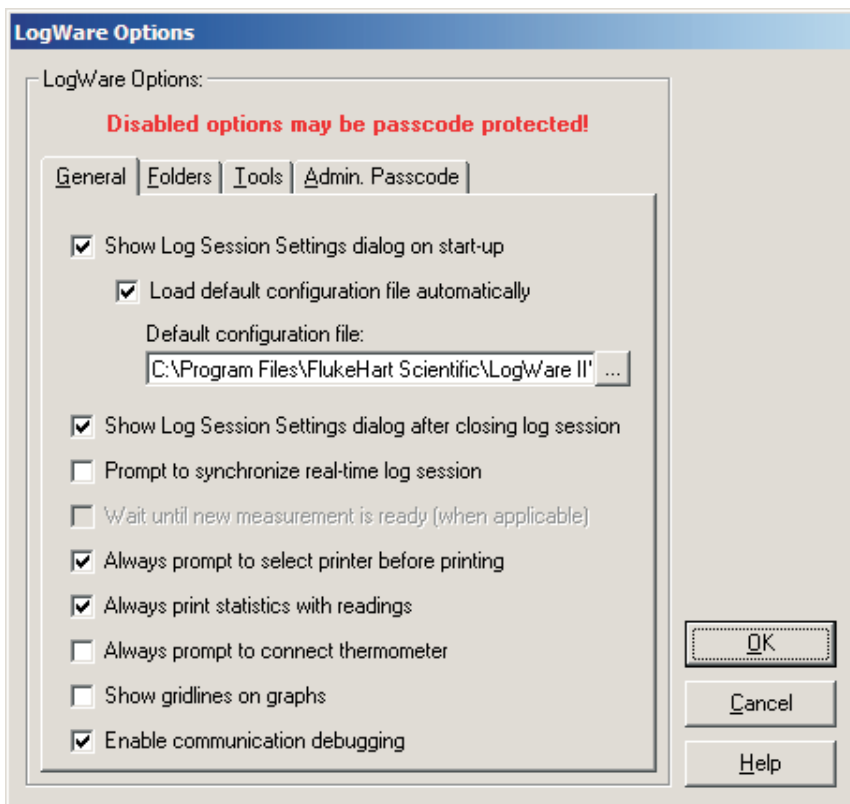 LogWare Options
LogWare Options:
Disabled options may be passcode protected!
General Folders Tools Admin. Passcode
Show Log Session Settings dialog on start-up
Load default configuration file automatically
Default configuration file:
C:\Program Files\FlukeHart Scientific\LogWare II ...
Show Log Session Settings dialog after closing log session
Prompt to synchronize real-time log session
Wait until new measurement is ready (when applicable)
Always prompt to select printer before printing
Always print statistics with readings
Always prompt to connect thermometer
Show gridlines on graphs
Enable communication debugging
OK
Cancel
Help